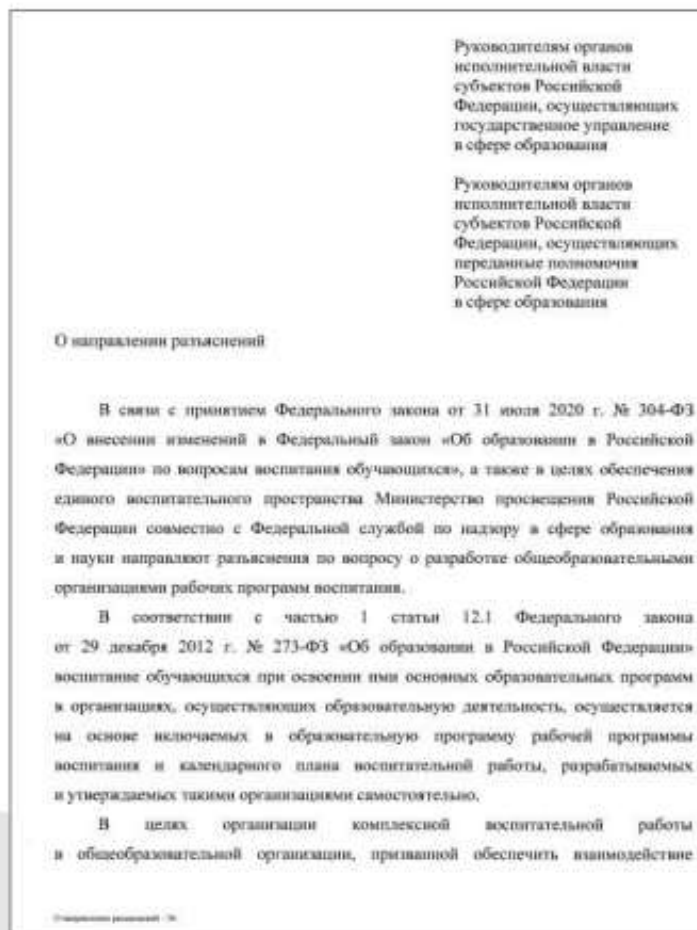 Руководителям органов
исполнительной власти
субъектов Российской
Федерации, осуществляющих
государственное управление
в сфере образования
Руководителям органов
исполнительной власти
субъектов Российской
Федерации, осуществляющих
переданные полномочия
Российской Федерации
в сфере образования
О направлении разъяснений
В связи с принятием Федерального закона от 31 июля 2020 г. № 304-ФЗ
«О внесении изменений в Федеральный закон «Об образовании в Российской
Федерации» по вопросам воспитания обучающихся», а также в целях обеспечения
единого воспитательного пространства Министерство просвещения Российской
Федерации совместно с Федеральной службой по надзору в сфере образования
и науки направляют разъяснения по вопросу о разработке общеобразовательными
организациями рабочих программ воспитания.
В соответствии с частью 1 статьи 12.1 Федерального закона
от 29 декабря 2012 г. № 273-ФЗ «Об образовании в Российской Федерации»
воспитание обучающихся при освоении ими основных образовательных программ
в организациях, осуществляющих образовательную деятельность, осуществляется
на основе включаемых в образовательную программу рабочей программы
воспитания и календарного плана воспитательной работы, разрабатываемых
и утверждаемых такими организациями самостоятельно.
В целях организации комплексной воспитательной работы
в общеобразовательной организации, призванной обеспечить взаимодействие
О направлении разъяснений -